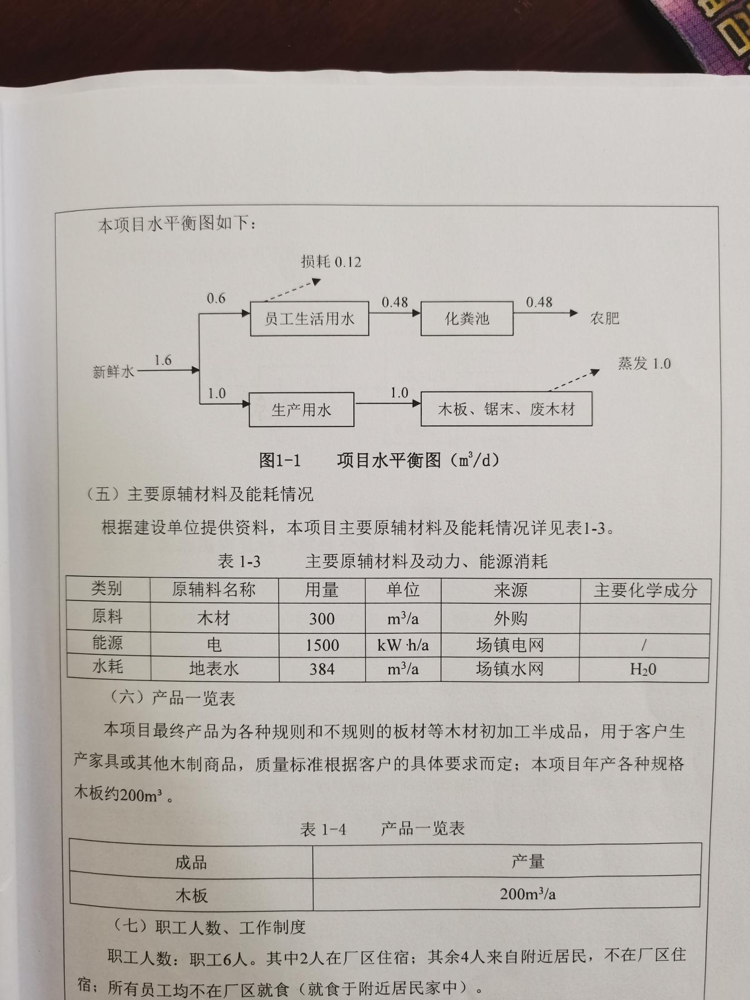 本项目水平衡图如下：
损耗 0.12
0.6
员工生活用水
0.48
化粪池
0.48
农肥
新鲜水
1.6
蒸发 1.0
1.0
生产用水
1.0
木板、锯末、废木材
图1-1 项目水平衡图（m³/d）
（五）主要原辅材料及能耗情况
根据建设单位提供资料，本项目主要原辅材料及能耗情况详见表1-3。
表 1-3 主要原辅材料及动力、能源消耗
类别 原辅料名称 用量 单位 来源 主要化学成分
原料 木材 300 m³/a 外购
能源 电 1500 kW·h/a 场镇电网 /
水耗 地表水 384 m³/a 场镇水网 H₂0
（六）产品一览表
本项目最终产品为各种规则和不规则的板材等木材初加工半成品，用于客户生
产家具或其他木制商品，质量标准根据客户的具体要求而定；本项目年产各种规格
木板约200m³。
表 1-4 产品一览表
成品 产量
木板 200m³/a
（七）职工人数、工作制度
职工人数：职工6人。其中2人在厂区住宿；其余4人来自附近居民，不在厂区住
宿；所有员工均不在厂区就食（就食于附近居民家中）。